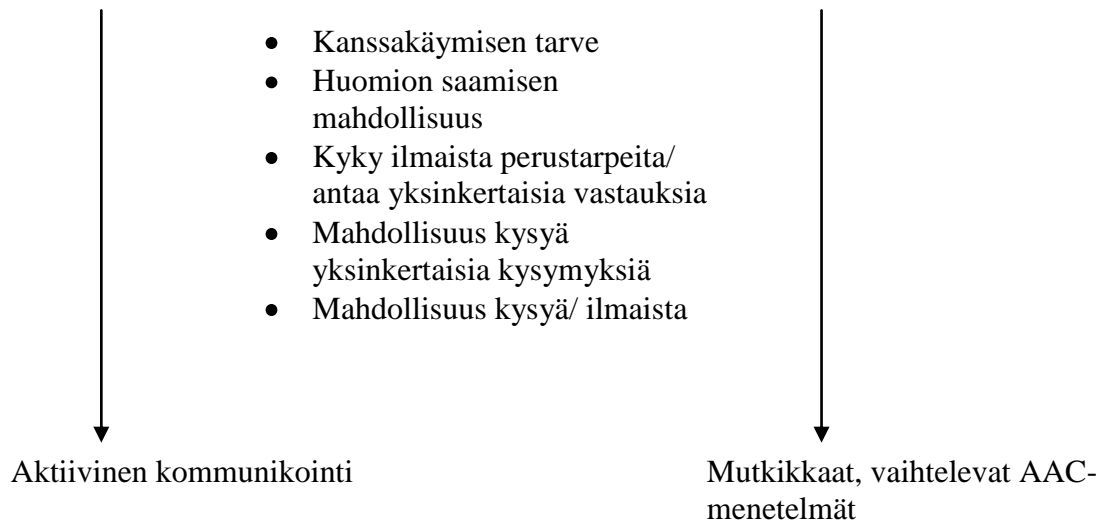 • Kanssakäymisen tarve
• Huomion saamisen
mahdollisuus
• Kyky ilmaista perustarpeita/
antaa yksinkertaisia vastauksia
• Mahdollisuus kysyä
yksinkertaisia kysymyksiä
• Mahdollisuus kysyä/ ilmaista
Aktiivinen kommunikointi
Mutkikkaat, vaihtelevat AAC-
menetelmät